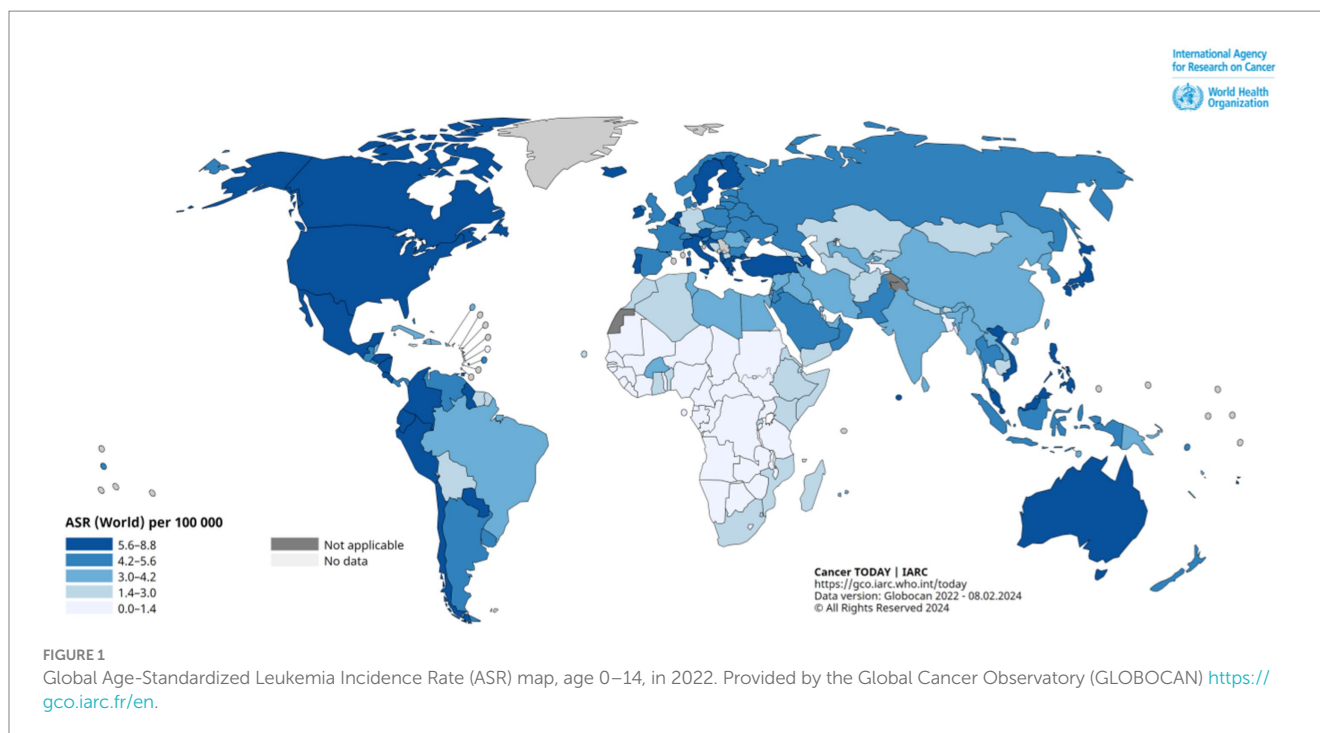 International Agency
for Research on Cancer
World Health
Organization
ASR (World) per 100 000
5.6–8.8
4.2–5.6
3.0–4.2
1.4–3.0
0.0–1.4
Not applicable
No data
Cancer TODAY | IARC
https://gco.iarc.who.int/today
Data version: Globocan 2022 - 08.02.2024
© All Rights Reserved 2024
FIGURE 1
Global Age-Standardized Leukemia Incidence Rate (ASR) map, age 0–14, in 2022. Provided by the Global Cancer Observatory (GLOBOCAN) https://
gco.iarc.fr/en.